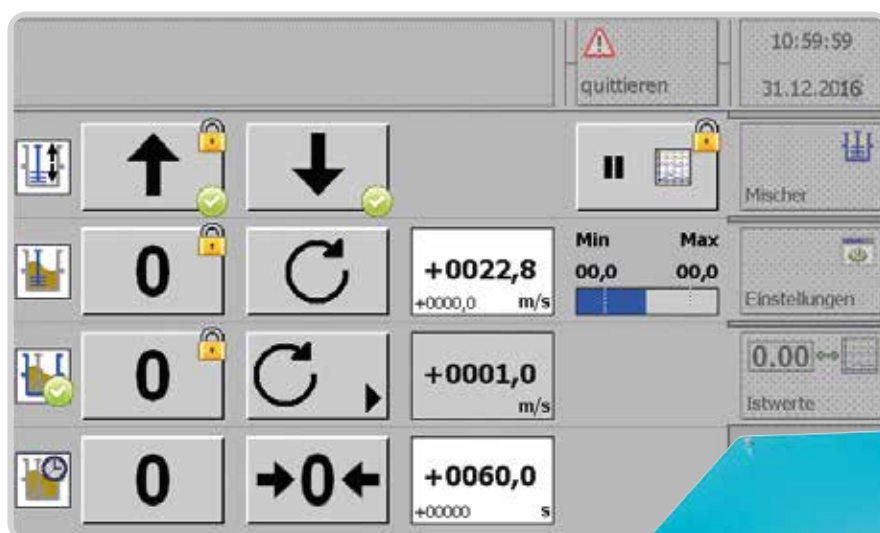 10:59:59
quittieren
31.12.2016
Mischer
Min Max
0
+0022,8
00,0 00,0
+0000,0 m/s
Einstellungen
0
+0001,0
m/s
0.00
Istwerte
0
0
+0060,0
+00000 s